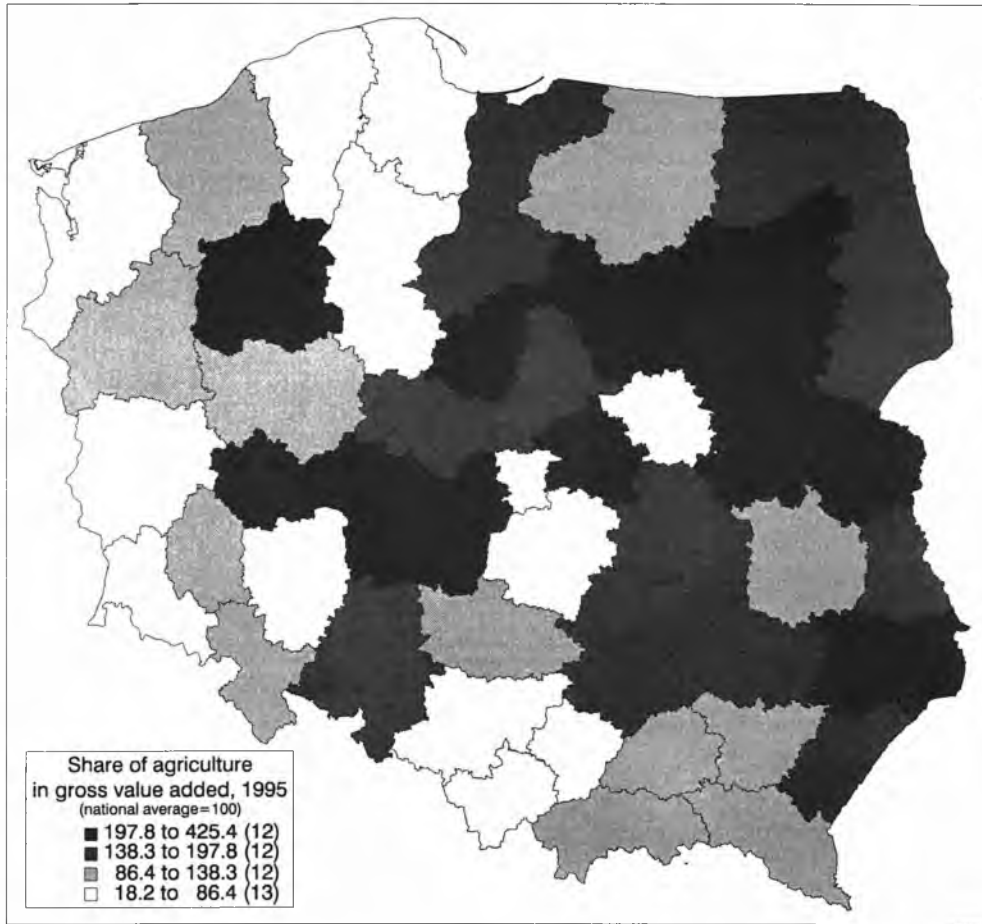 Share of agriculture
in gross value added, 1995
(national average=100)
197.8 to 425.4 (12)
138.3 to 197.8 (12)
86.4 to 138.3 (12)
18.2 to 86.4 (13)